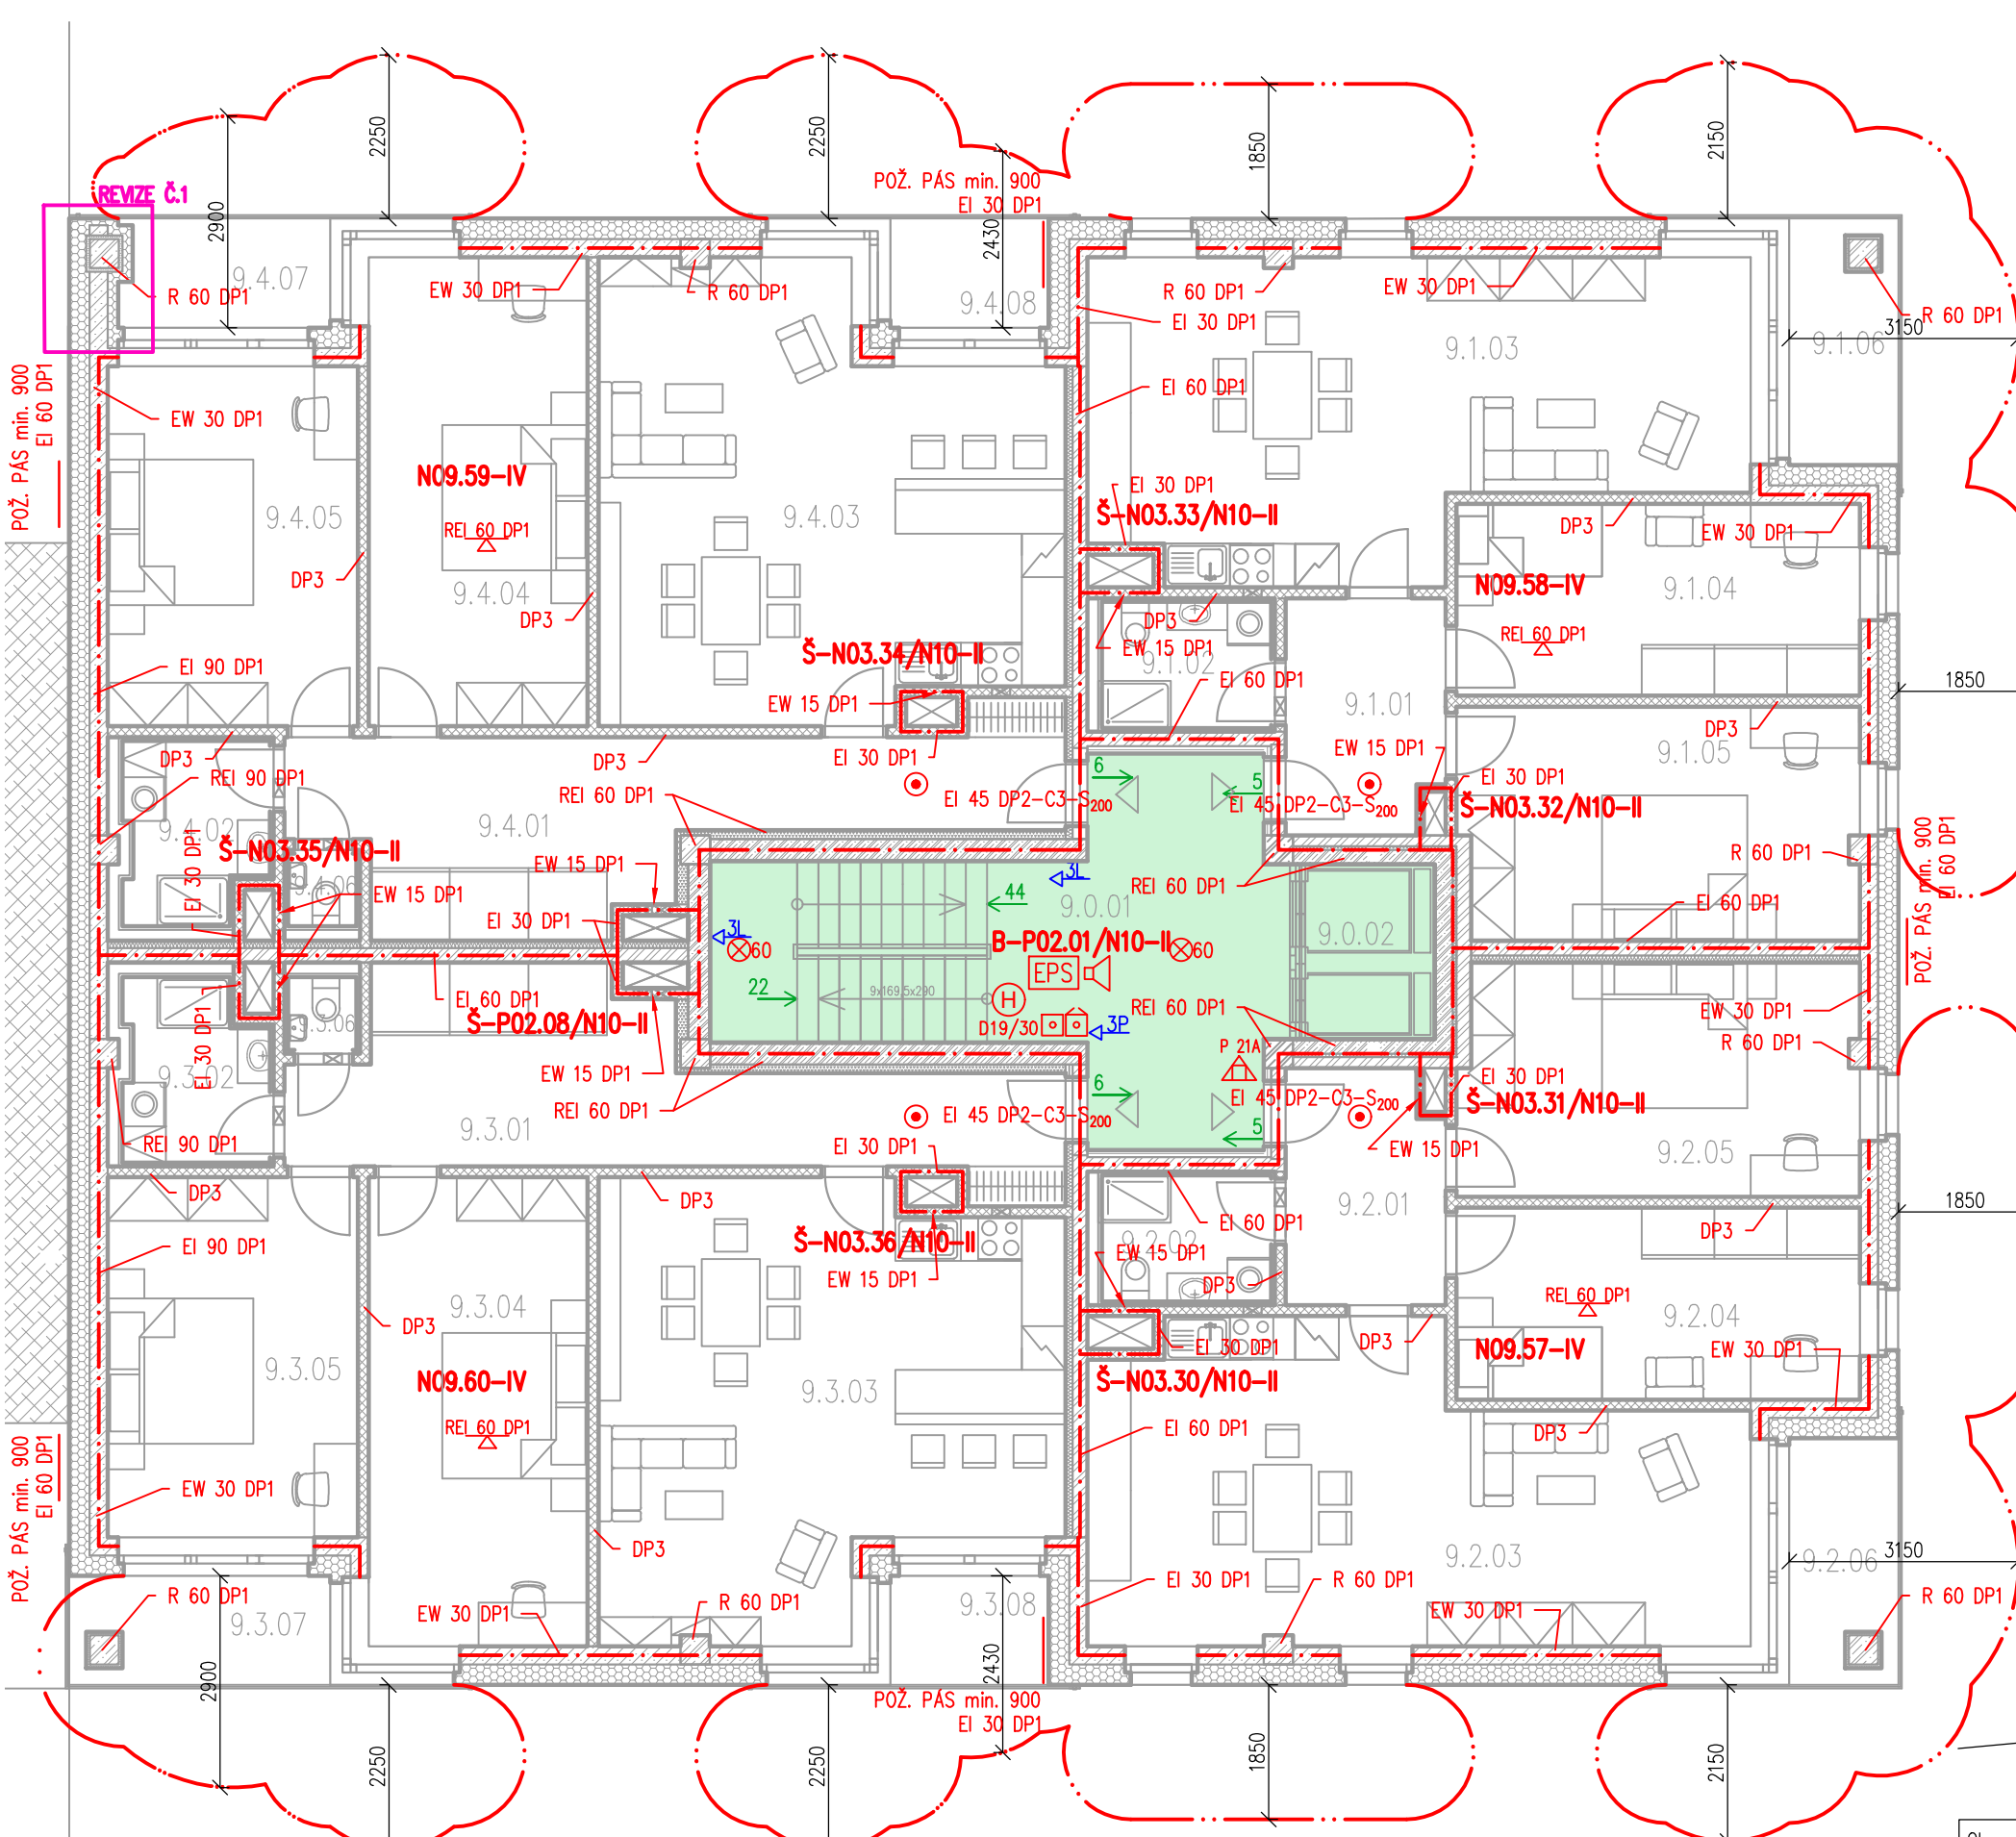 2250
2250
1850
2150
2900
2430
POŽ. PÁS min. 900
EI 30 DP1
REVIZE Č.1
9.4.07
R 60 DP1
EW 30 DP1
R 60 DP1
9.4.08
R 60 DP1
EW 30 DP1
EI 30 DP1
9.1.03
R 60 DP1
3150
9.1.06
POŽ. PÁS min. 900
EI 60 DP1
EW 30 DP1
EI 60 DP1
N09.59-IV
REI 60 DP1
9.4.05
9.4.04
9.4.03
DP3
DP3
EI 30 DP1
Š-N03.33/N10-II
DP3
EW 30 DP1
N09.58-IV
9.1.04
REI 60 DP1
DP3
9.1.02
EW 15 DP1
Š-N03.34/N10-II
EI 90 DP1
EW 15 DP1
EI 60 DP1
9.1.01
1850
DP3
9.1.05
EW 15 DP1
EI 30 DP1
DP3
DP3
EI 30 DP1
REI 90 DP1
REI 60 DP1
6
5
EI 45 DP2-C3-S200
EI 45 DP2-C3-S200
Š-N03.32/N10-II
9.4.02
9.4.01
Š-N03.35/N10-II
EI 30 DP1
9.4.06
EW 15 DP1
EW 15 DP1
EI 30 DP1
3L
44
9.0.01
REI 60 DP1
R 60 DP1
POŽ. PÁS min. 900
EI 60 DP1
EI 60 DP1
3L
60
B-P02.01/N10-II
60
9.0.02
EPS
22
9x169,5x290
H
D19/30
3P
REI 60 DP1
EW 30 DP1
R 60 DP1
EI 60 DP1
Š-P02.08/N10-II
9.3.06
EI 30 DP1
9.3.02
EW 15 DP1
REI 60 DP1
P 21A
EI 30 DP1
6
EI 45 DP2-C3-S200
EI 45 DP2-C3-S200
Š-N03.31/N10-II
5
9.3.01
REI 90 DP1
EI 30 DP1
EW 15 DP1
9.2.05
DP3
DP3
9.2.01
1850
EI 60 DP1
DP3
EI 90 DP1
Š-N03.36/N10-II
EW 15 DP1
9.2.02
EW 15 DP1
DP3
REI 60 DP1
9.2.04
9.3.04
DP3
EI 30 DP1
DP3
N09.57-IV
EW 30 DP1
9.3.05
N09.60-IV
9.3.03
Š-N03.30/N10-II
REI 60 DP1
EI 60 DP1
DP3
POŽ. PÁS min. 900
EI 60 DP1
EW 30 DP1
DP3
9.2.03
9.2.06
3150
R 60 DP1
9.3.07
EW 30 DP1
R 60 DP1
9.3.08
EI 30 DP1
R 60 DP1
EW 30 DP1
R 60 DP1
2900
2430
POŽ. PÁS min. 900
EI 30 DP1
2250
2250
1850
2150